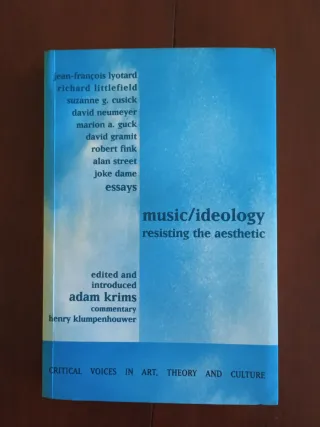 jean-françois lyotard
richard littlefield
suzanne g. cusick
david neumeyer
marion a. guck
david gramit
robert fink
alan street
joke dame
essays
music/ideology
resisting the aesthetic
edited and
introduced
adam krims
commentary
henry klumpenhouwer
CRITICAL VOICES IN ART, THEORY AND CULTURE